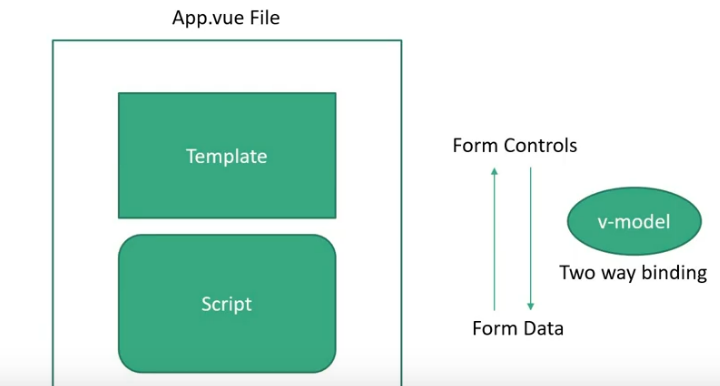 App.vue File
Template
Script
Form Controls
v-model
Two way binding
Form Data